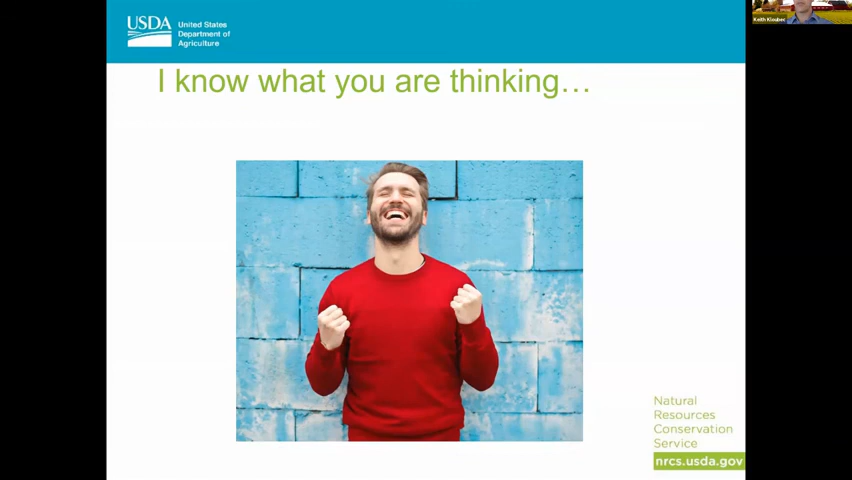 USDA
United States
Department of
Agriculture
Keith Kloubec
I know what you are thinking…
Natural
Resources
Conservation
Service
nrcs.usda.gov